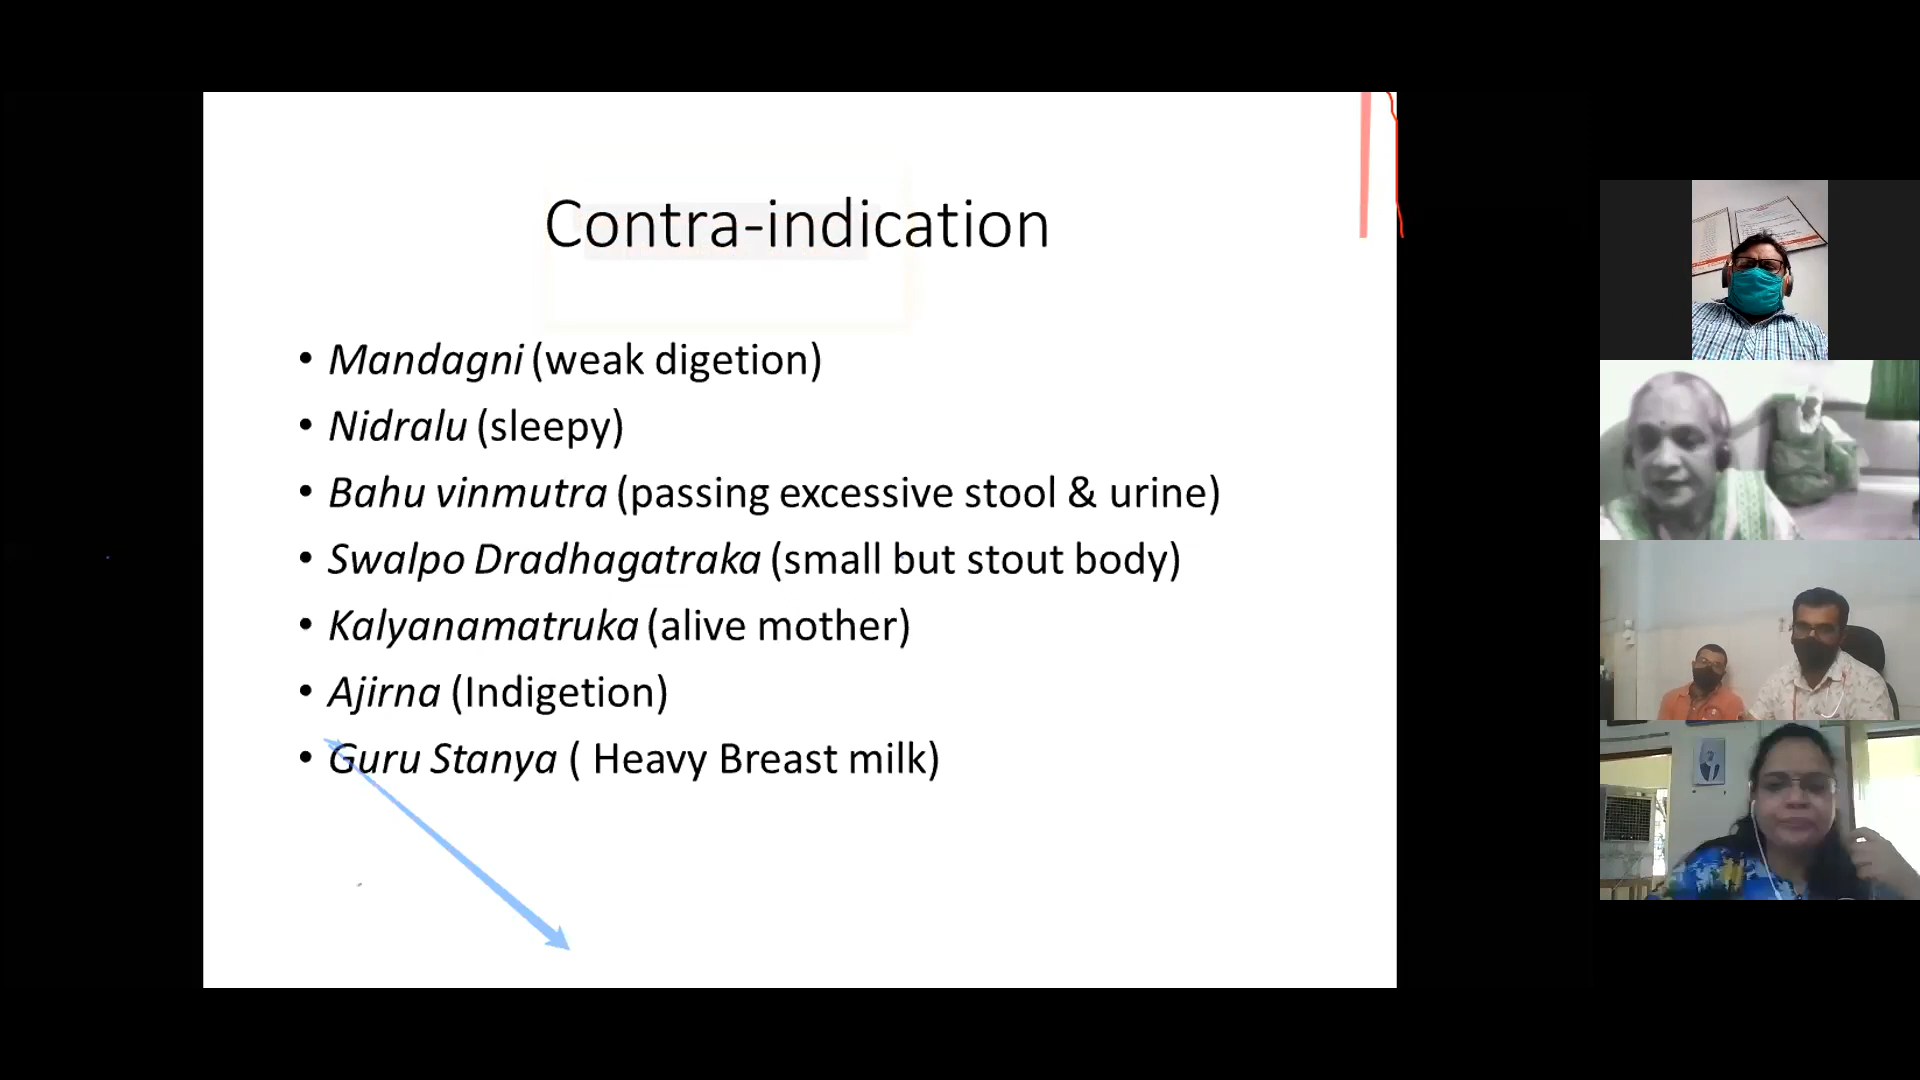 Contra-indication
• Mandagni (weak digetion)
• Nidralu (sleepy)
• Bahu vinmutra (passing excessive stool & urine)
• Swalpo Dradhagatraka (small but stout body)
• Kalyanamatruka (alive mother)
• Ajirna (Indigetion)
• Guru Stanya ( Heavy Breast milk)